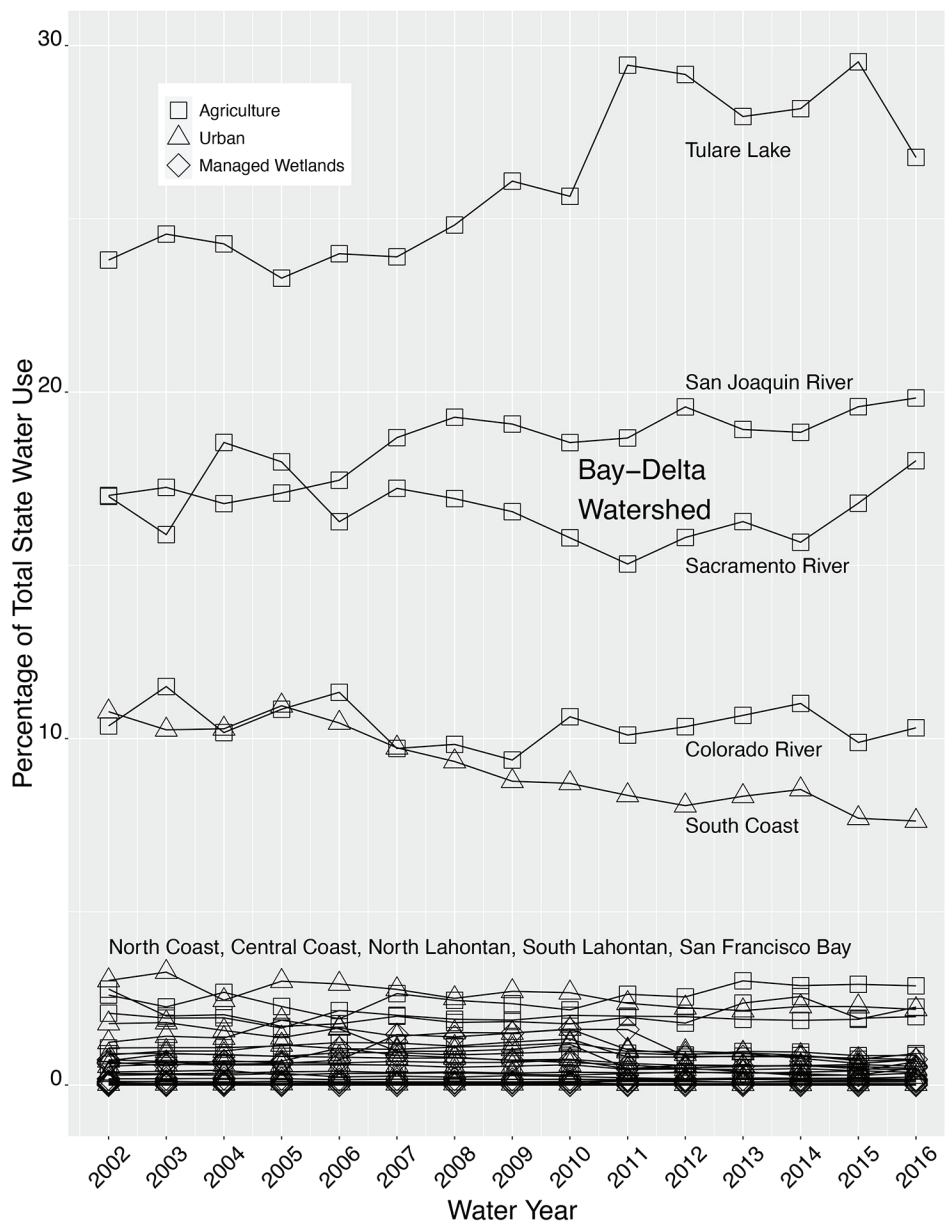 30
Agriculture
Urban
Managed Wetlands
Tulare Lake
San Joaquin River
20
Bay–Delta
Watershed
Sacramento River
10
Colorado River
South Coast
North Coast, Central Coast, North Lahontan, South Lahontan, San Francisco Bay
0
Percentage of Total State Water Use
2002 2003 2004 2005 2006 2007 2008 2009 2010 2011 2012 2013 2014 2015 2016
Water Year